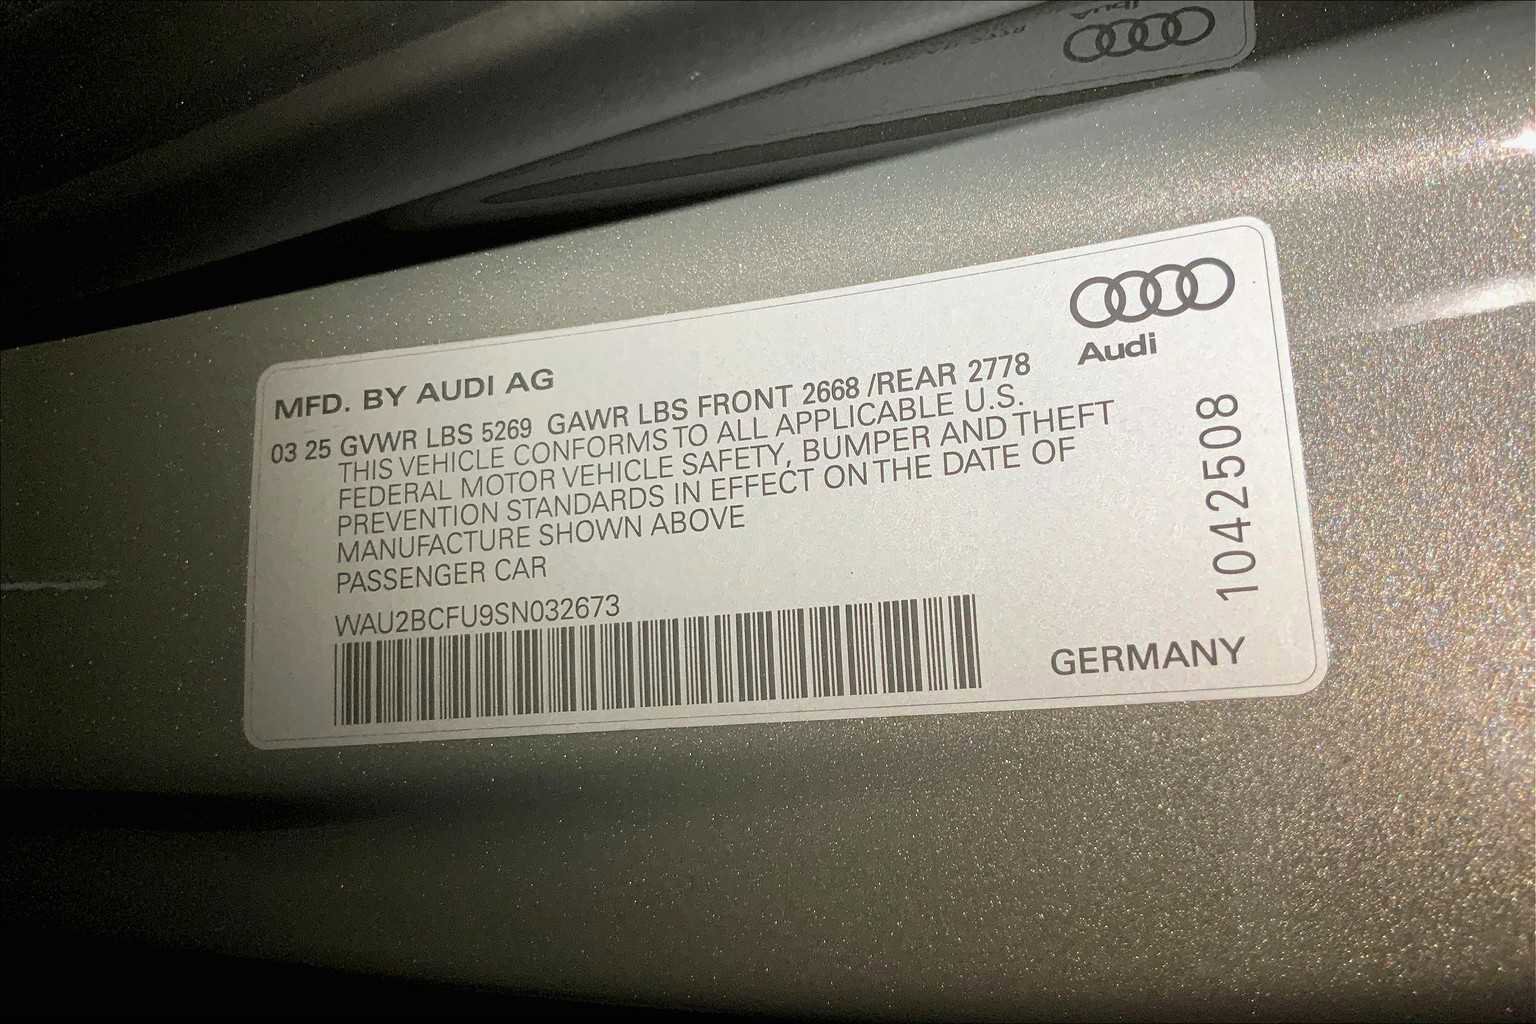 MFD. BY AUDI AG
03 25 GVWR LBS 5269 GAWR LBS FRONT 2668 /REAR 2778
THIS VEHICLE CONFORMS TO ALL APPLICABLE U.S.
FEDERAL MOTOR VEHICLE SAFETY, BUMPER AND THEFT
PREVENTION STANDARDS IN EFFECT ON THE DATE OF
MANUFACTURE SHOWN ABOVE
PASSENGER CAR
WAU2BCFU9SN032673
Audi
1042508
GERMANY
Audi